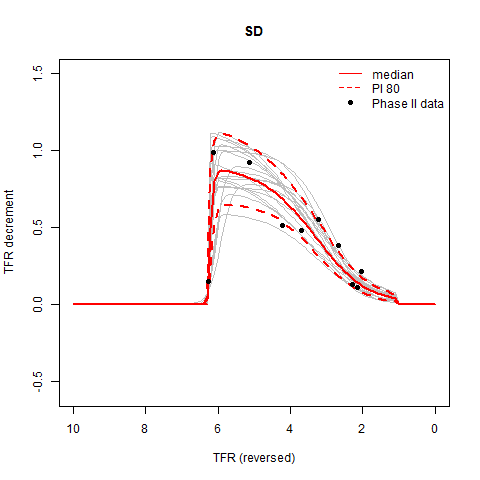 SD
median
PI 80
Phase II data
1.5
1.0
0.5
0.0
-0.5
TFR decrement
10
8
6
4
2
0
TFR (reversed)